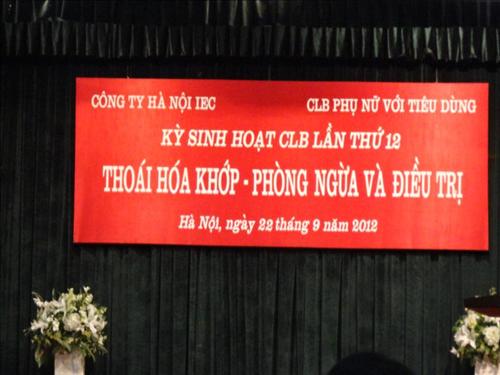 CÔNG TY HÀ NỘI IEC CLB PHỤ NỮ VỚI TIÊU DÙNG
KỲ SINH HOẠT CLB LẦN THỨ 12
THOÁI HÓA KHỚP - PHÒNG NGỪA VÀ ĐIỀU TRỊ
Hà Nội, ngày 22 tháng 9 năm 2012